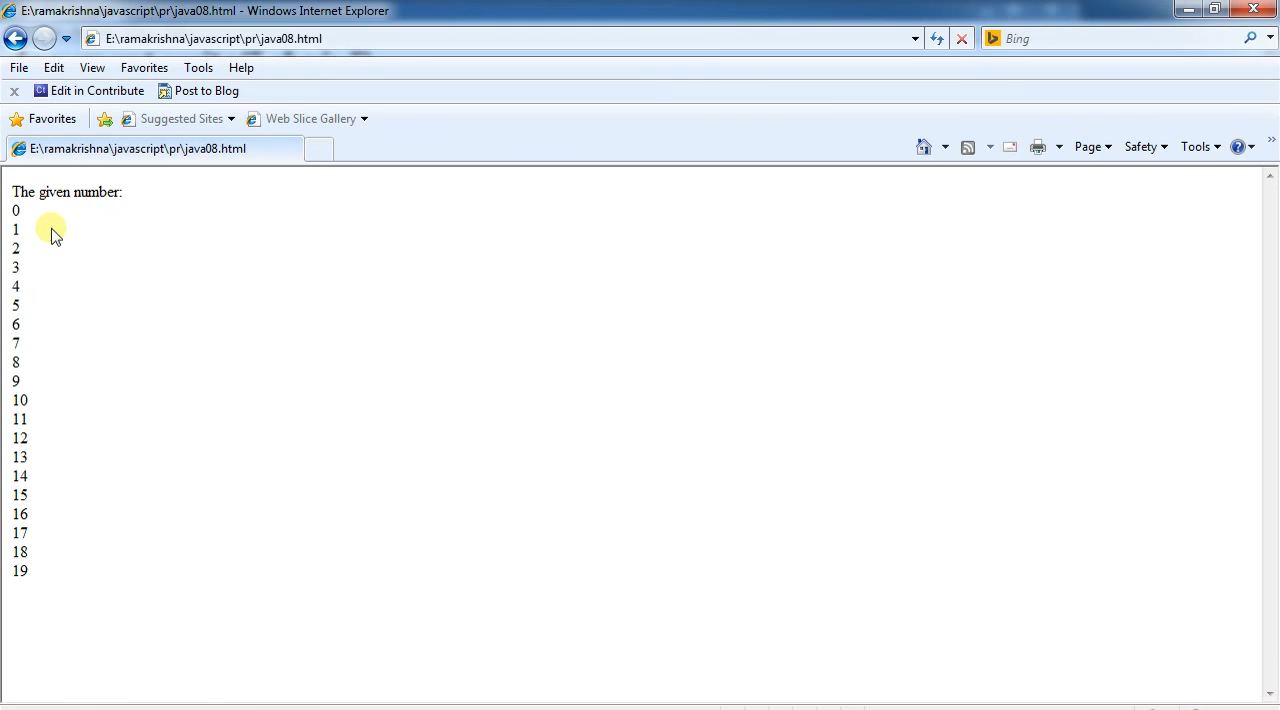 E:\ramakrishna\javascript\pr\java08.html - Windows Internet Explorer
E:\ramakrishna\javascript\pr\java08.html
Bing
File Edit View Favorites Tools Help
x Ct Edit in Contribute Post to Blog
Favorites Suggested Sites Web Slice Gallery
E:\ramakrishna\javascript\pr\java08.html
Page Safety Tools
The given number:
0
1
2
3
4
5
6
7
8
9
10
11
12
13
14
15
16
17
18
19